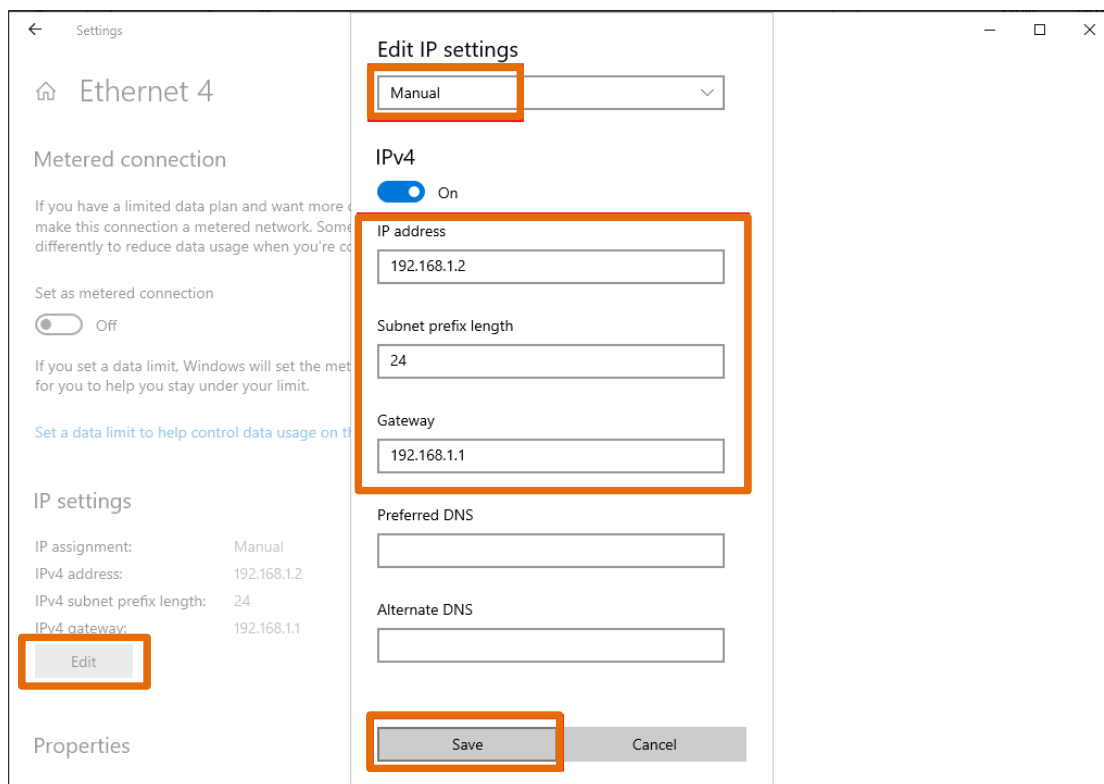 Settings
Ethernet 4
Metered connection
If you have a limited data plan and want more
make this connection a metered network. Some
differently to reduce data usage when you're
Set as metered connection
Off
If you set a data limit, Windows will set the
for you to help you stay under your limit.
Set a data limit to help control data usage on
IP settings
IP assignment: Manual
IPv4 address: 192.168.1.2
IPv4 subnet prefix length: 24
IPv4 gateway: 192.168.1.1
Edit
Properties
Edit IP settings
Manual
IPv4
On
IP address
192.168.1.2
Subnet prefix length
24
Gateway
192.168.1.1
Preferred DNS
Alternate DNS
Save
Cancel